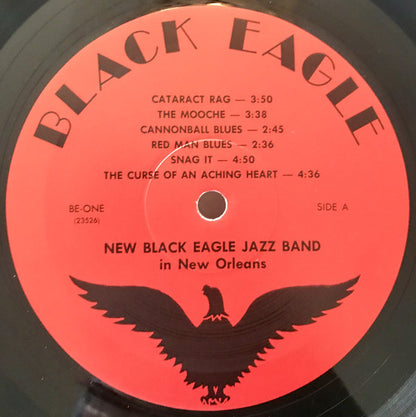 BLACK EAGLE
CATARACT RAG — 3:50
THE MOOCHE — 3:38
CANNONBALL BLUES — 2:45
RED MAN BLUES — 2:36
SNAG IT — 4:50
THE CURSE OF AN ACHING HEART — 4:36
BE-ONE
(23526)
SIDE A
NEW BLACK EAGLE JAZZ BAND
in New Orleans